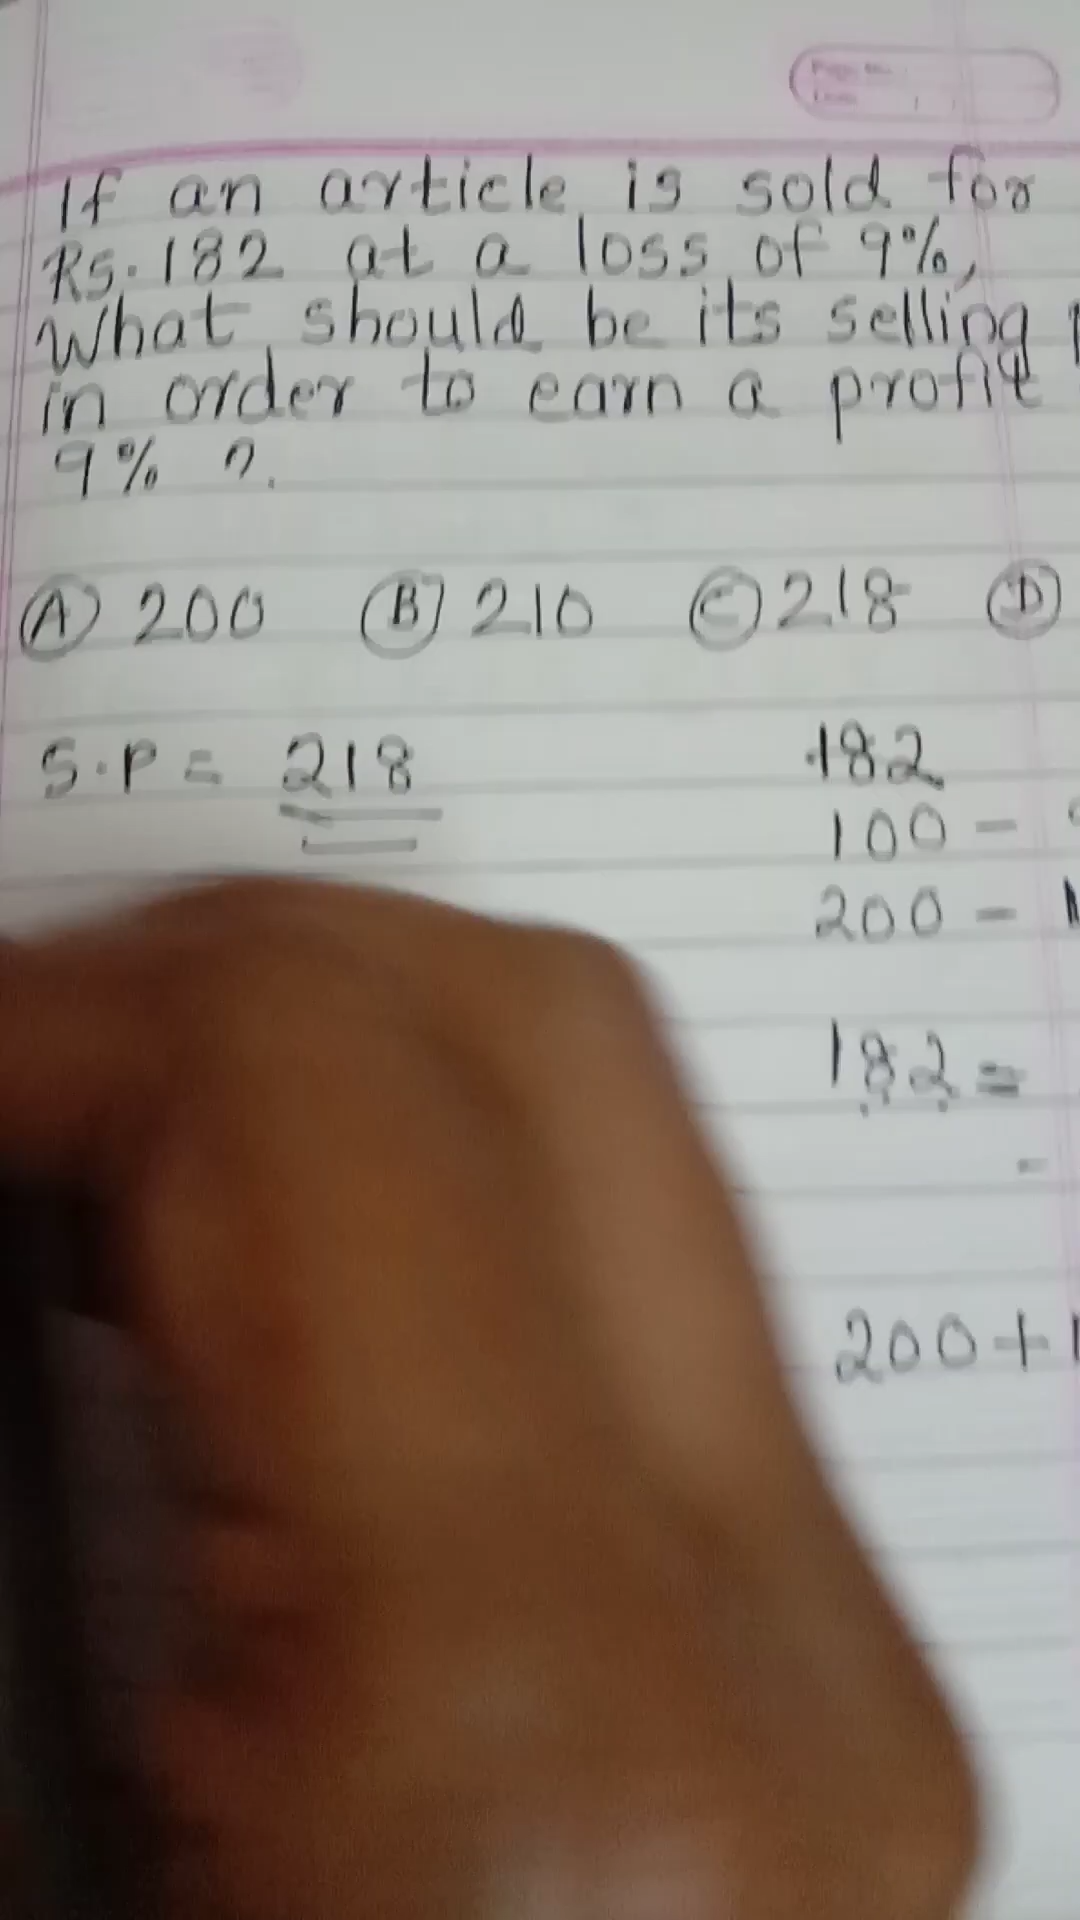 If an article is sold for
Rs. 182 at a loss of 9%,
What should be its selling
in order to earn a profit
9% ?.
(A) 200 (B) 210 (C) 218 (D)
S.P = 218
182
100 -
200 -
182 =
-
200 +